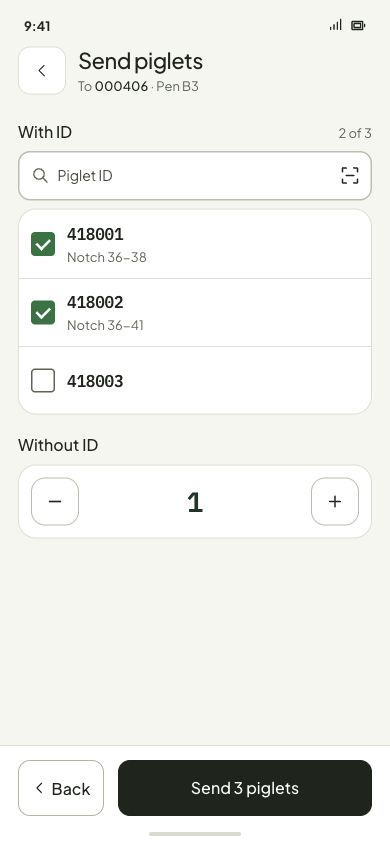 9:41
Send piglets
To 000406 · Pen B3
With ID
2 of 3
Piglet ID
418001
Notch 36–38
418002
Notch 36–41
418003
Without ID
1
Back
Send 3 piglets